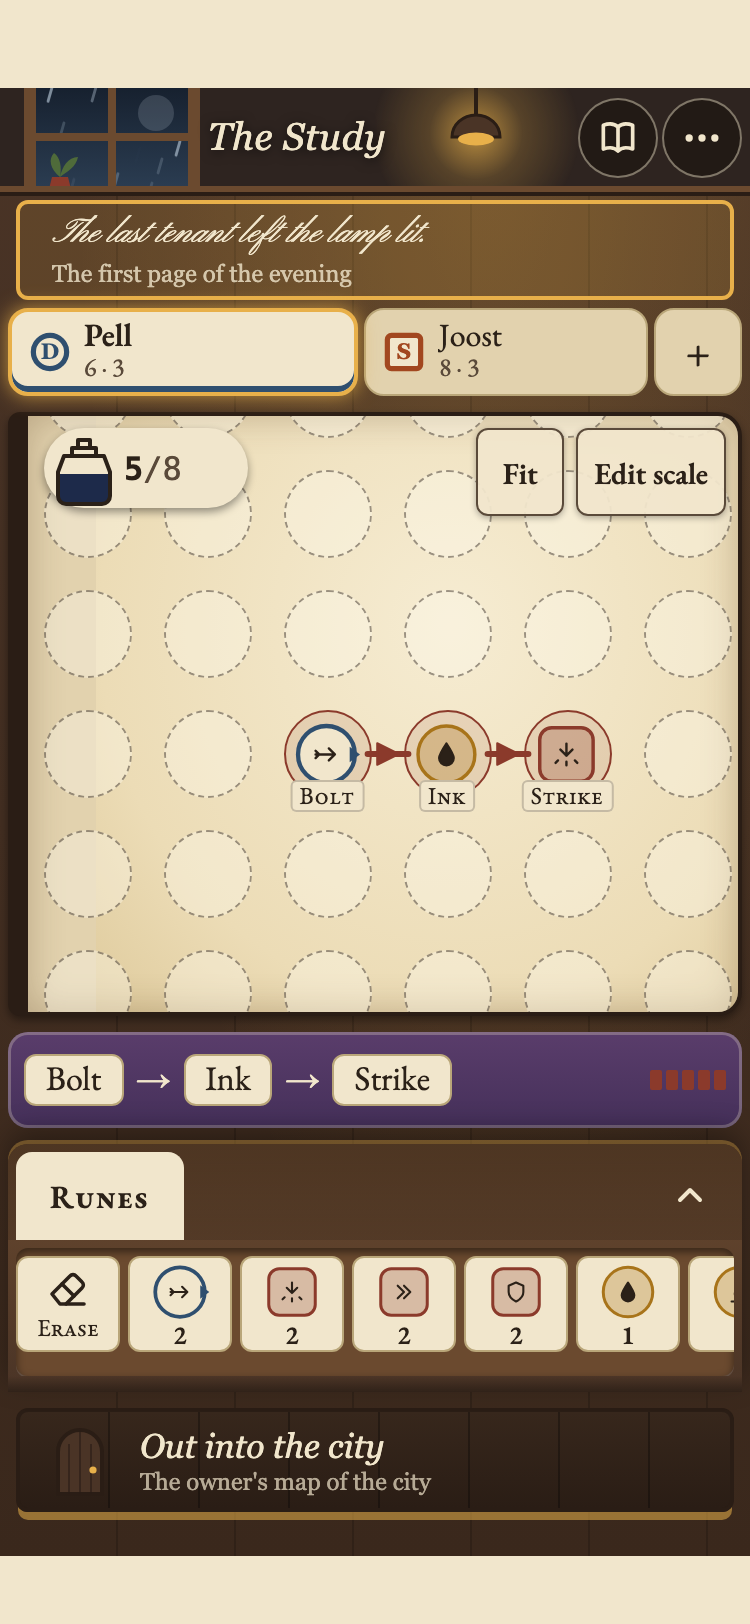 The Study
The last tenant left the lamp lit.
The first page of the evening
D Pell
6 · 3
S Joost
8 · 3
+
5/8
Fit
Edit scale
Bolt
Ink
Strike
Bolt → Ink → Strike
Runes
Erase
2
2
2
2
1
Out into the city
The owner's map of the city